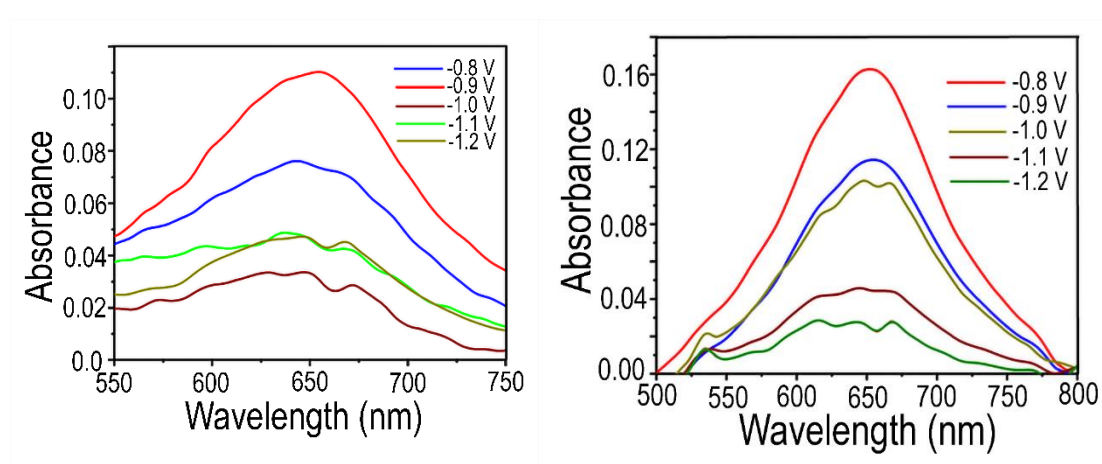 Absorbance
0.10
0.08
0.06
0.04
0.02
0.0
550
600
650
700
750
Wavelength (nm)
-0.8 V
-0.9 V
-1.0 V
-1.1 V
-1.2 V
Absorbance
0.16
0.12
0.08
0.04
0.00
500
550
600
650
700
750
800
Wavelength (nm)
-0.8 V
-0.9 V
-1.0 V
-1.1 V
-1.2 V